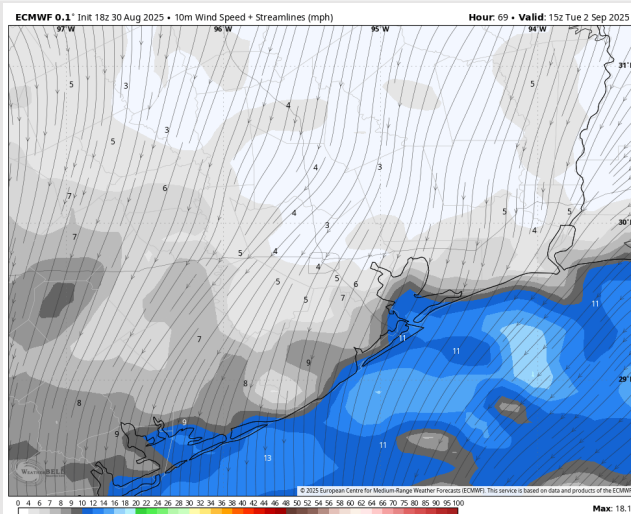 ECMWF 0.1° Init 18z 30 Aug 2025 • 10m Wind Speed + Streamlines (mph) Hour: 69 • Valid: 15z Tue 2 Sep 2025
97°W 96°W 95°W 94°W
31°
5 3 5
4
3
5
4 3
6
7
4 5 5
3 4 30°
7
5 4
4
5 5 6
5 7
11
7 11
11
9
29°
8
8
9 9
11
13
WeatherBELL
© 2025 European Centre for Medium-Range Weather Forecasts (ECMWF). This service is based on data and products of the ECMWF
0 4 5 6 7 8 9 10 12 14 16 18 20 22 24 26 28 30 32 34 36 38 40 42 44 46 48 50 52 54 56 58 60 65 70 75 80 85 90 95 100
Max: 18.1